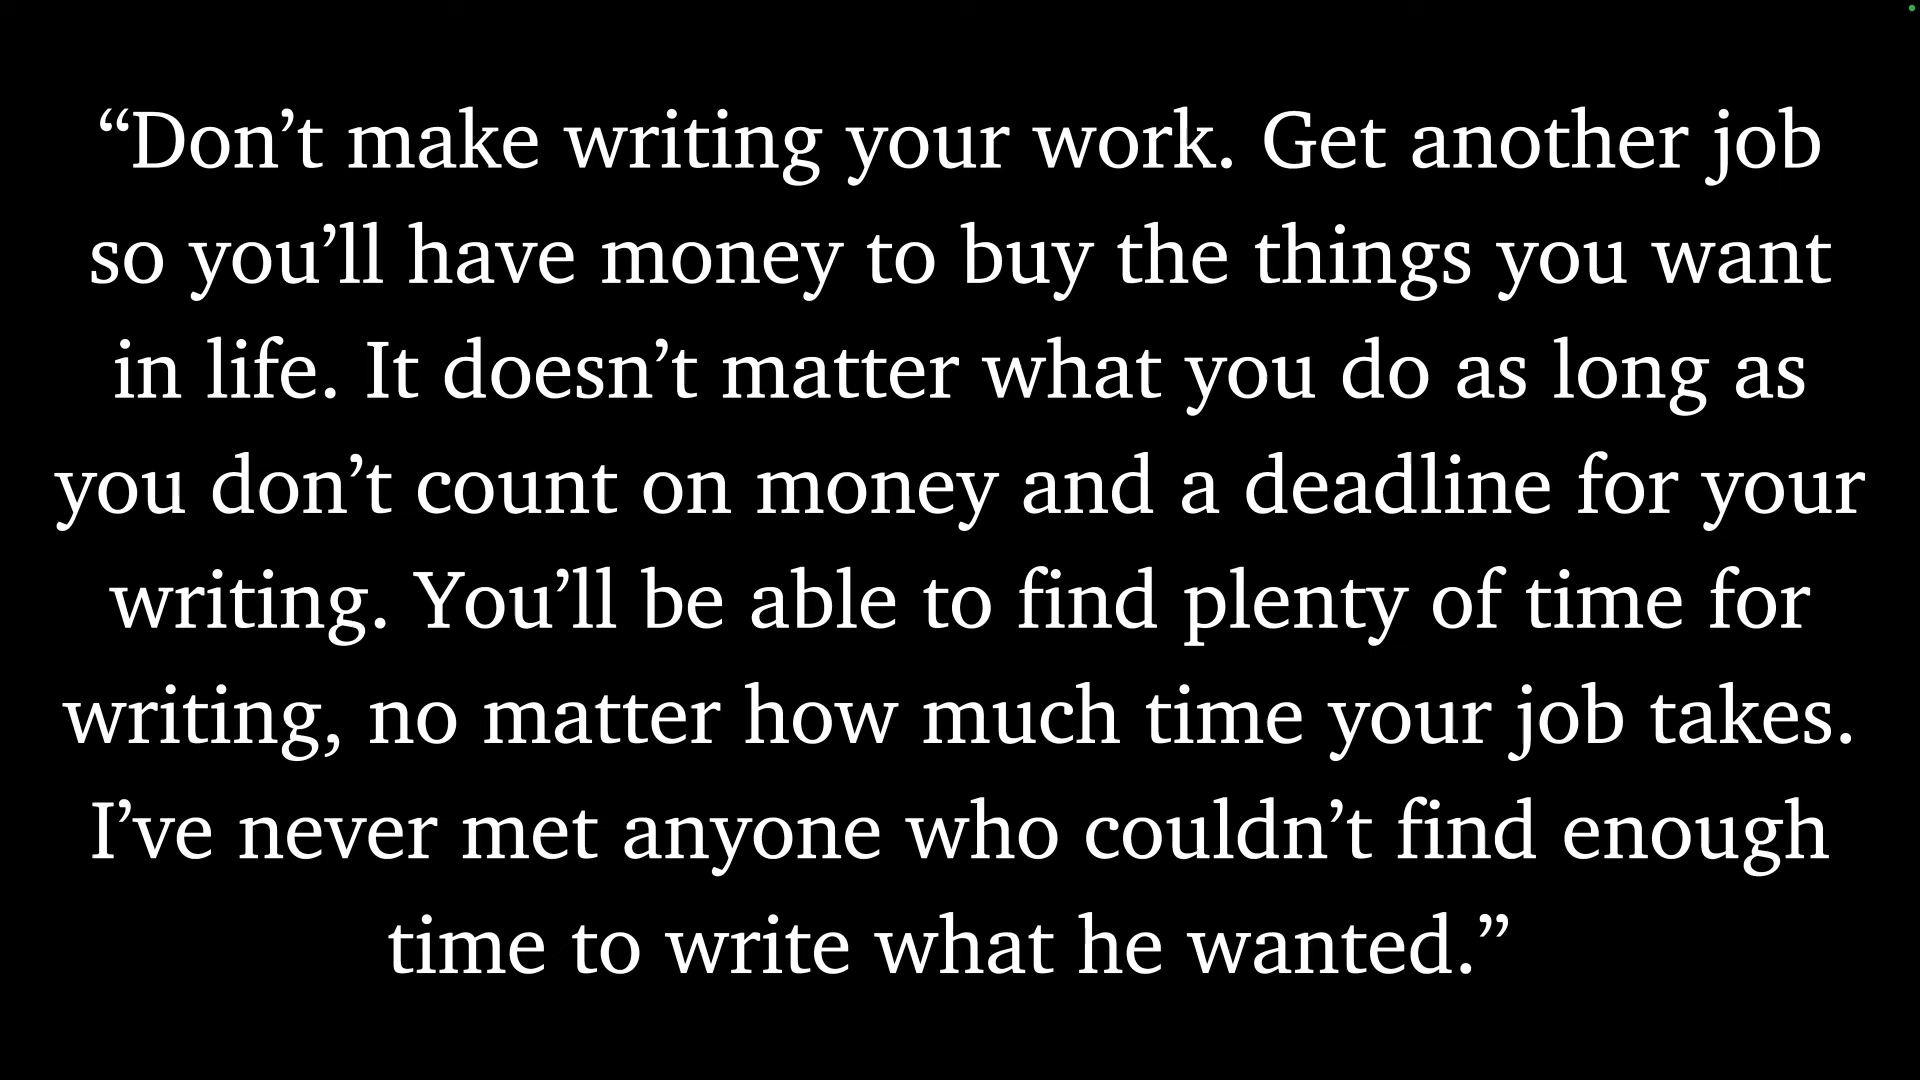 “Don’t make writing your work. Get another job
so you’ll have money to buy the things you want
in life. It doesn’t matter what you do as long as
you don’t count on money and a deadline for your
writing. You’ll be able to find plenty of time for
writing, no matter how much time your job takes.
I’ve never met anyone who couldn’t find enough
time to write what he wanted.”